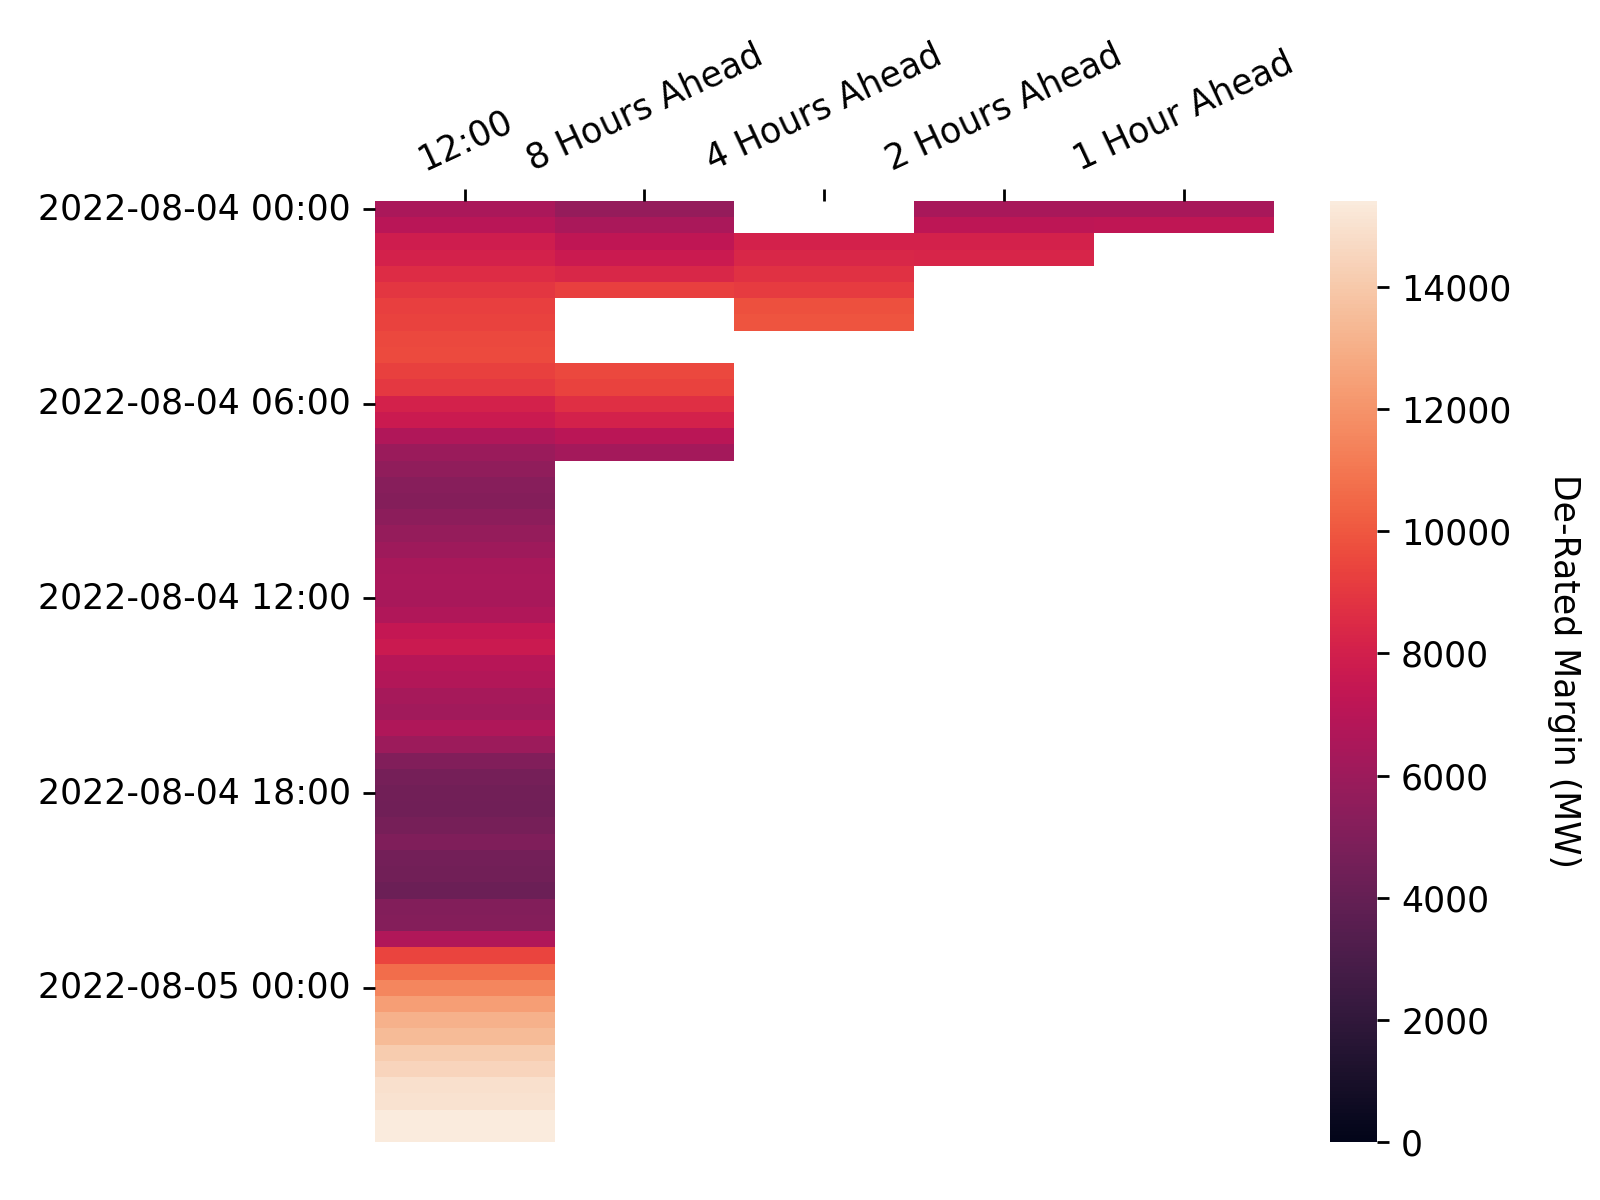 12:00
8 Hours Ahead
4 Hours Ahead
2 Hours Ahead
1 Hour Ahead
2022-08-04 00:00
2022-08-04 06:00
2022-08-04 12:00
2022-08-04 18:00
2022-08-05 00:00
14000
12000
10000
8000
6000
4000
2000
0
De-Rated Margin (MW)